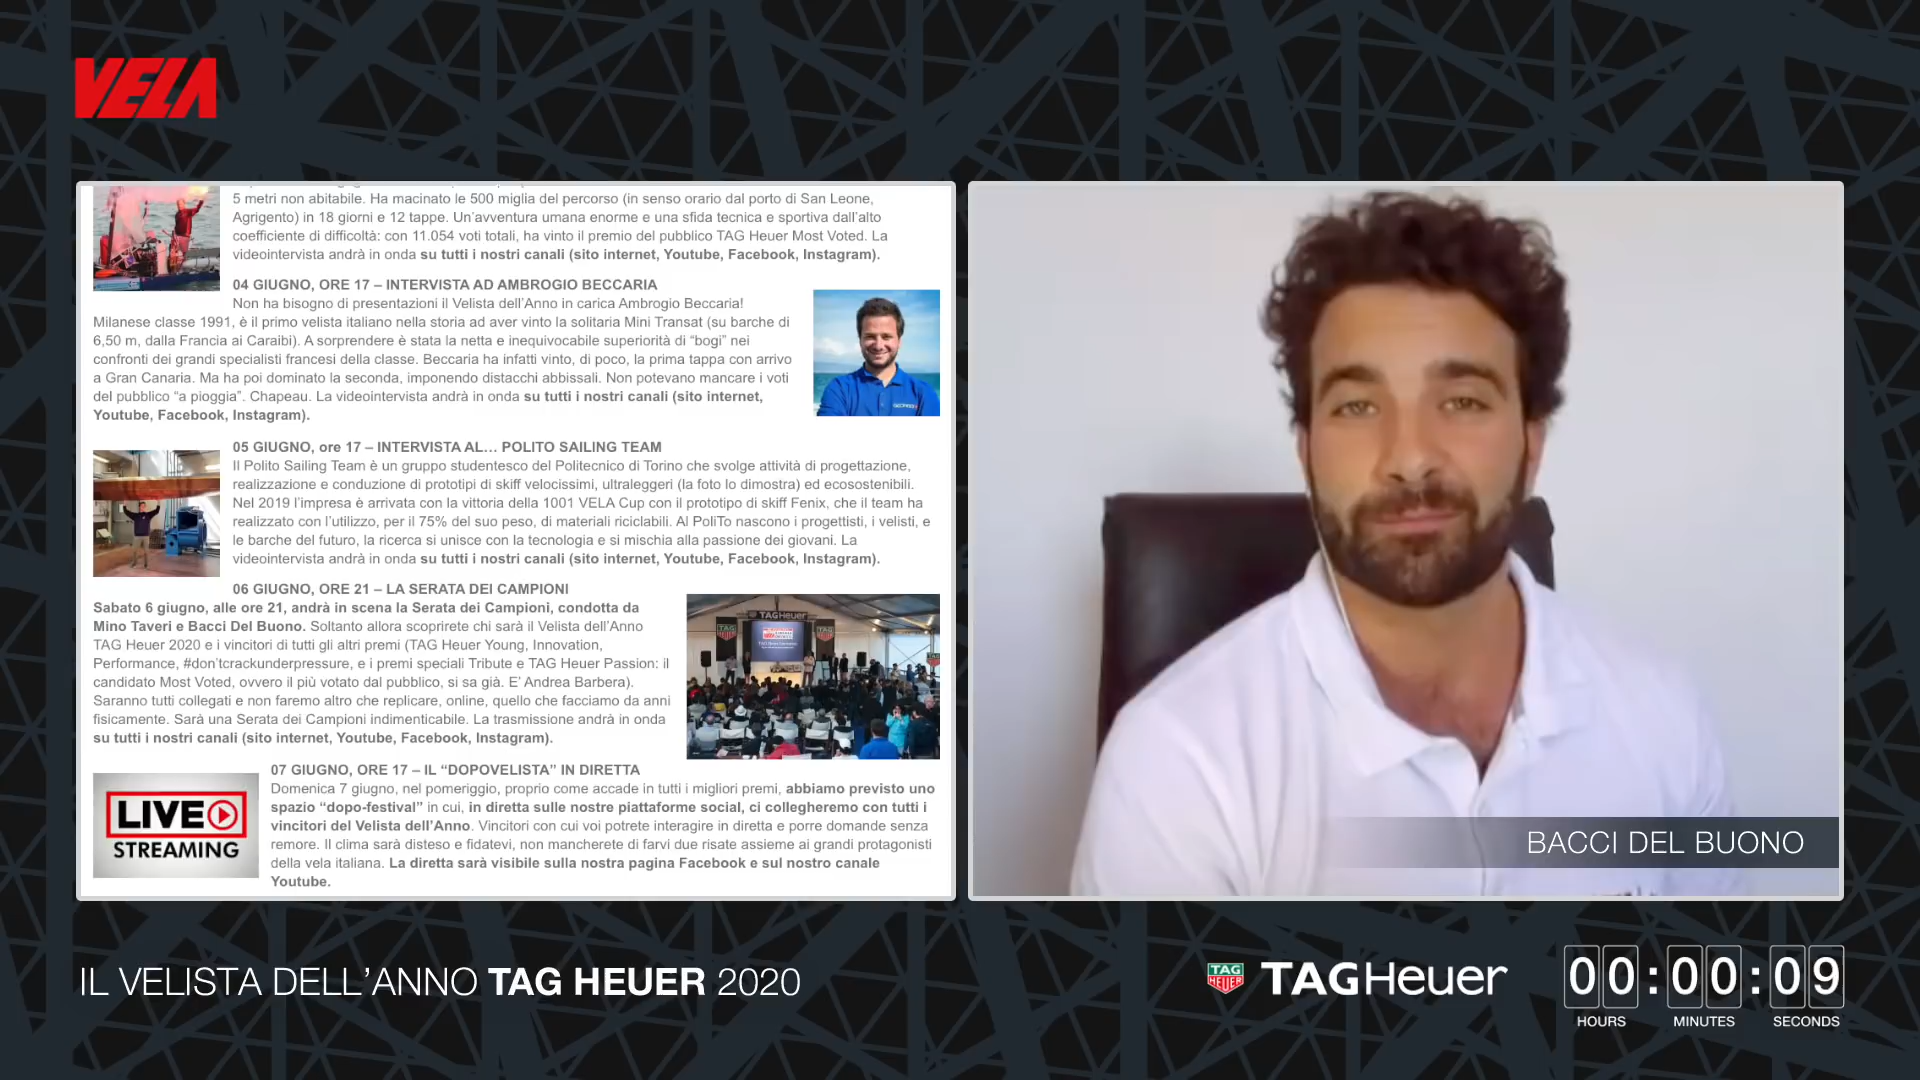 VELA
5 metri non abitabile. Ha macinato le 500 miglia del percorso (in senso orario dal porto di San Leone,
Agrigento) in 18 giorni e 12 tappe. Un'avventura umana enorme e una sfida tecnica e sportiva dall'alto
coefficiente di difficoltà: con 11.054 voti totali, ha vinto il premio del pubblico TAG Heuer Most Voted. La
videointervista andrà in onda su tutti i nostri canali (sito internet, Youtube, Facebook, Instagram).
04 GIUGNO, ORE 17 – INTERVISTA AD AMBROGIO BECCARIA
Non ha bisogno di presentazioni il Velista dell'Anno in carica Ambrogio Beccaria!
Milanese classe 1991, è il primo velista italiano nella storia ad aver vinto la solitaria Mini Transat (su barche di
6,50 m, dalla Francia ai Caraibi). A sorprendere è stata la netta e inequivocabile superiorità di “bogi” nei
confronti dei grandi specialisti francesi della classe. Beccaria ha infatti vinto, di poco, la prima tappa con arrivo
a Gran Canaria. Ma ha poi dominato la seconda, imponendo distacchi abbissali. Non potevano mancare i voti
del pubblico “a pioggia”. Chapeau. La videointervista andrà in onda su tutti i nostri canali (sito internet,
Youtube, Facebook, Instagram).
05 GIUGNO, ore 17 – INTERVISTA AL... POLITO SAILING TEAM
Il Polito Sailing Team è un gruppo studentesco del Politecnico di Torino che svolge attività di progettazione,
realizzazione e conduzione di prototipi di skiff velocissimi, ultraleggeri (la foto lo dimostra) ed ecosostenibili.
Nel 2019 l'impresa è arrivata con la vittoria della 1001 VELA Cup con il prototipo di skiff Fenix, che il team ha
realizzato con l'utilizzo, per il 75% del suo peso, di materiali riciclabili. Al PoliTo nascono i progettisti, i velisti, e
le barche del futuro, la ricerca si unisce con la tecnologia e si mischia alla passione dei giovani. La
videointervista andrà in onda su tutti i nostri canali (sito internet, Youtube, Facebook, Instagram).
06 GIUGNO, ORE 21 – LA SERATA DEI CAMPIONI
Sabato 6 giugno, alle ore 21, andrà in scena la Serata dei Campioni, condotta da
Mino Taveri e Bacci Del Buono. Soltanto allora scoprirete chi sarà il Velista dell'Anno
TAG Heuer 2020 e i vincitori di tutti gli altri premi (TAG Heuer Young, Innovation,
Performance, #don'tcrackunderpressure, e i premi speciali Tribute e TAG Heuer Passion: il
candidato Most Voted, ovvero il più votato dal pubblico, si sa già. E' Andrea Barbera).
Saranno tutti collegati e non faremo altro che replicare, online, quello che facciamo da anni
fisicamente. Sarà una Serata dei Campioni indimenticabile. La trasmissione andrà in onda
su tutti i nostri canali (sito internet, Youtube, Facebook, Instagram).
TAGHeuer
TAG
07 GIUGNO, ORE 17 – IL “DOPOVELISTA” IN DIRETTA
Domenica 7 giugno, nel pomeriggio, proprio come accade in tutti i migliori premi, abbiamo previsto uno
spazio “dopo-festival” in cui, in diretta sulle nostre piattaforme social, ci collegheremo con tutti i
vincitori del Velista dell'Anno. Vincitori con cui voi potrete interagire in diretta e porre domande senza
remore. Il clima sarà disteso e fidatevi, non mancherete di farvi due risate assieme ai grandi protagonisti
della vela italiana. La diretta sarà visibile sulla nostra pagina Facebook e sul nostro canale
Youtube.
LIVE
STREAMING
BACCI DEL BUONO
IL VELISTA DELL'ANNO TAG HEUER 2020
TAG HEUER TAGHeuer
00:00:09
HOURS MINUTES SECONDS